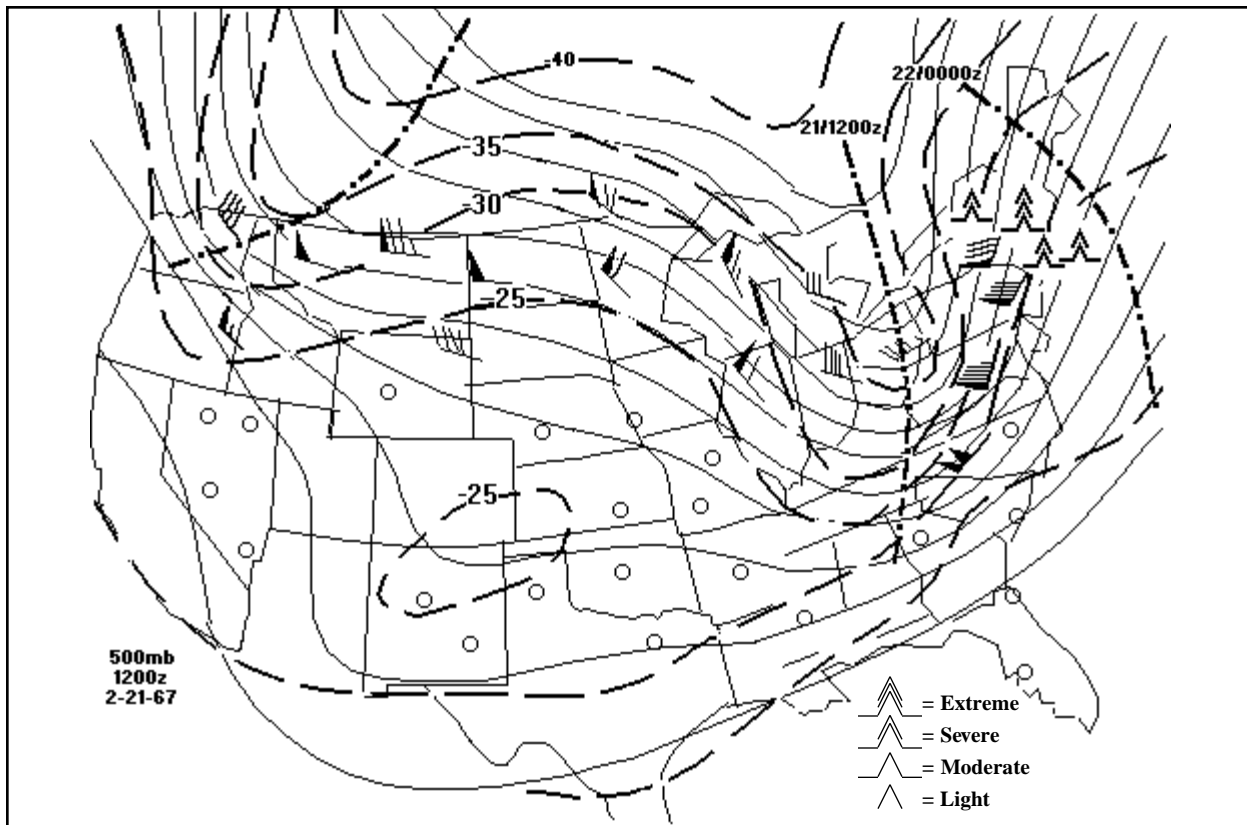 -40
22/0000z
21/1200z
-35
-30
-25
-25
500mb
1200z
2-21-67
= Extreme
= Severe
= Moderate
= Light